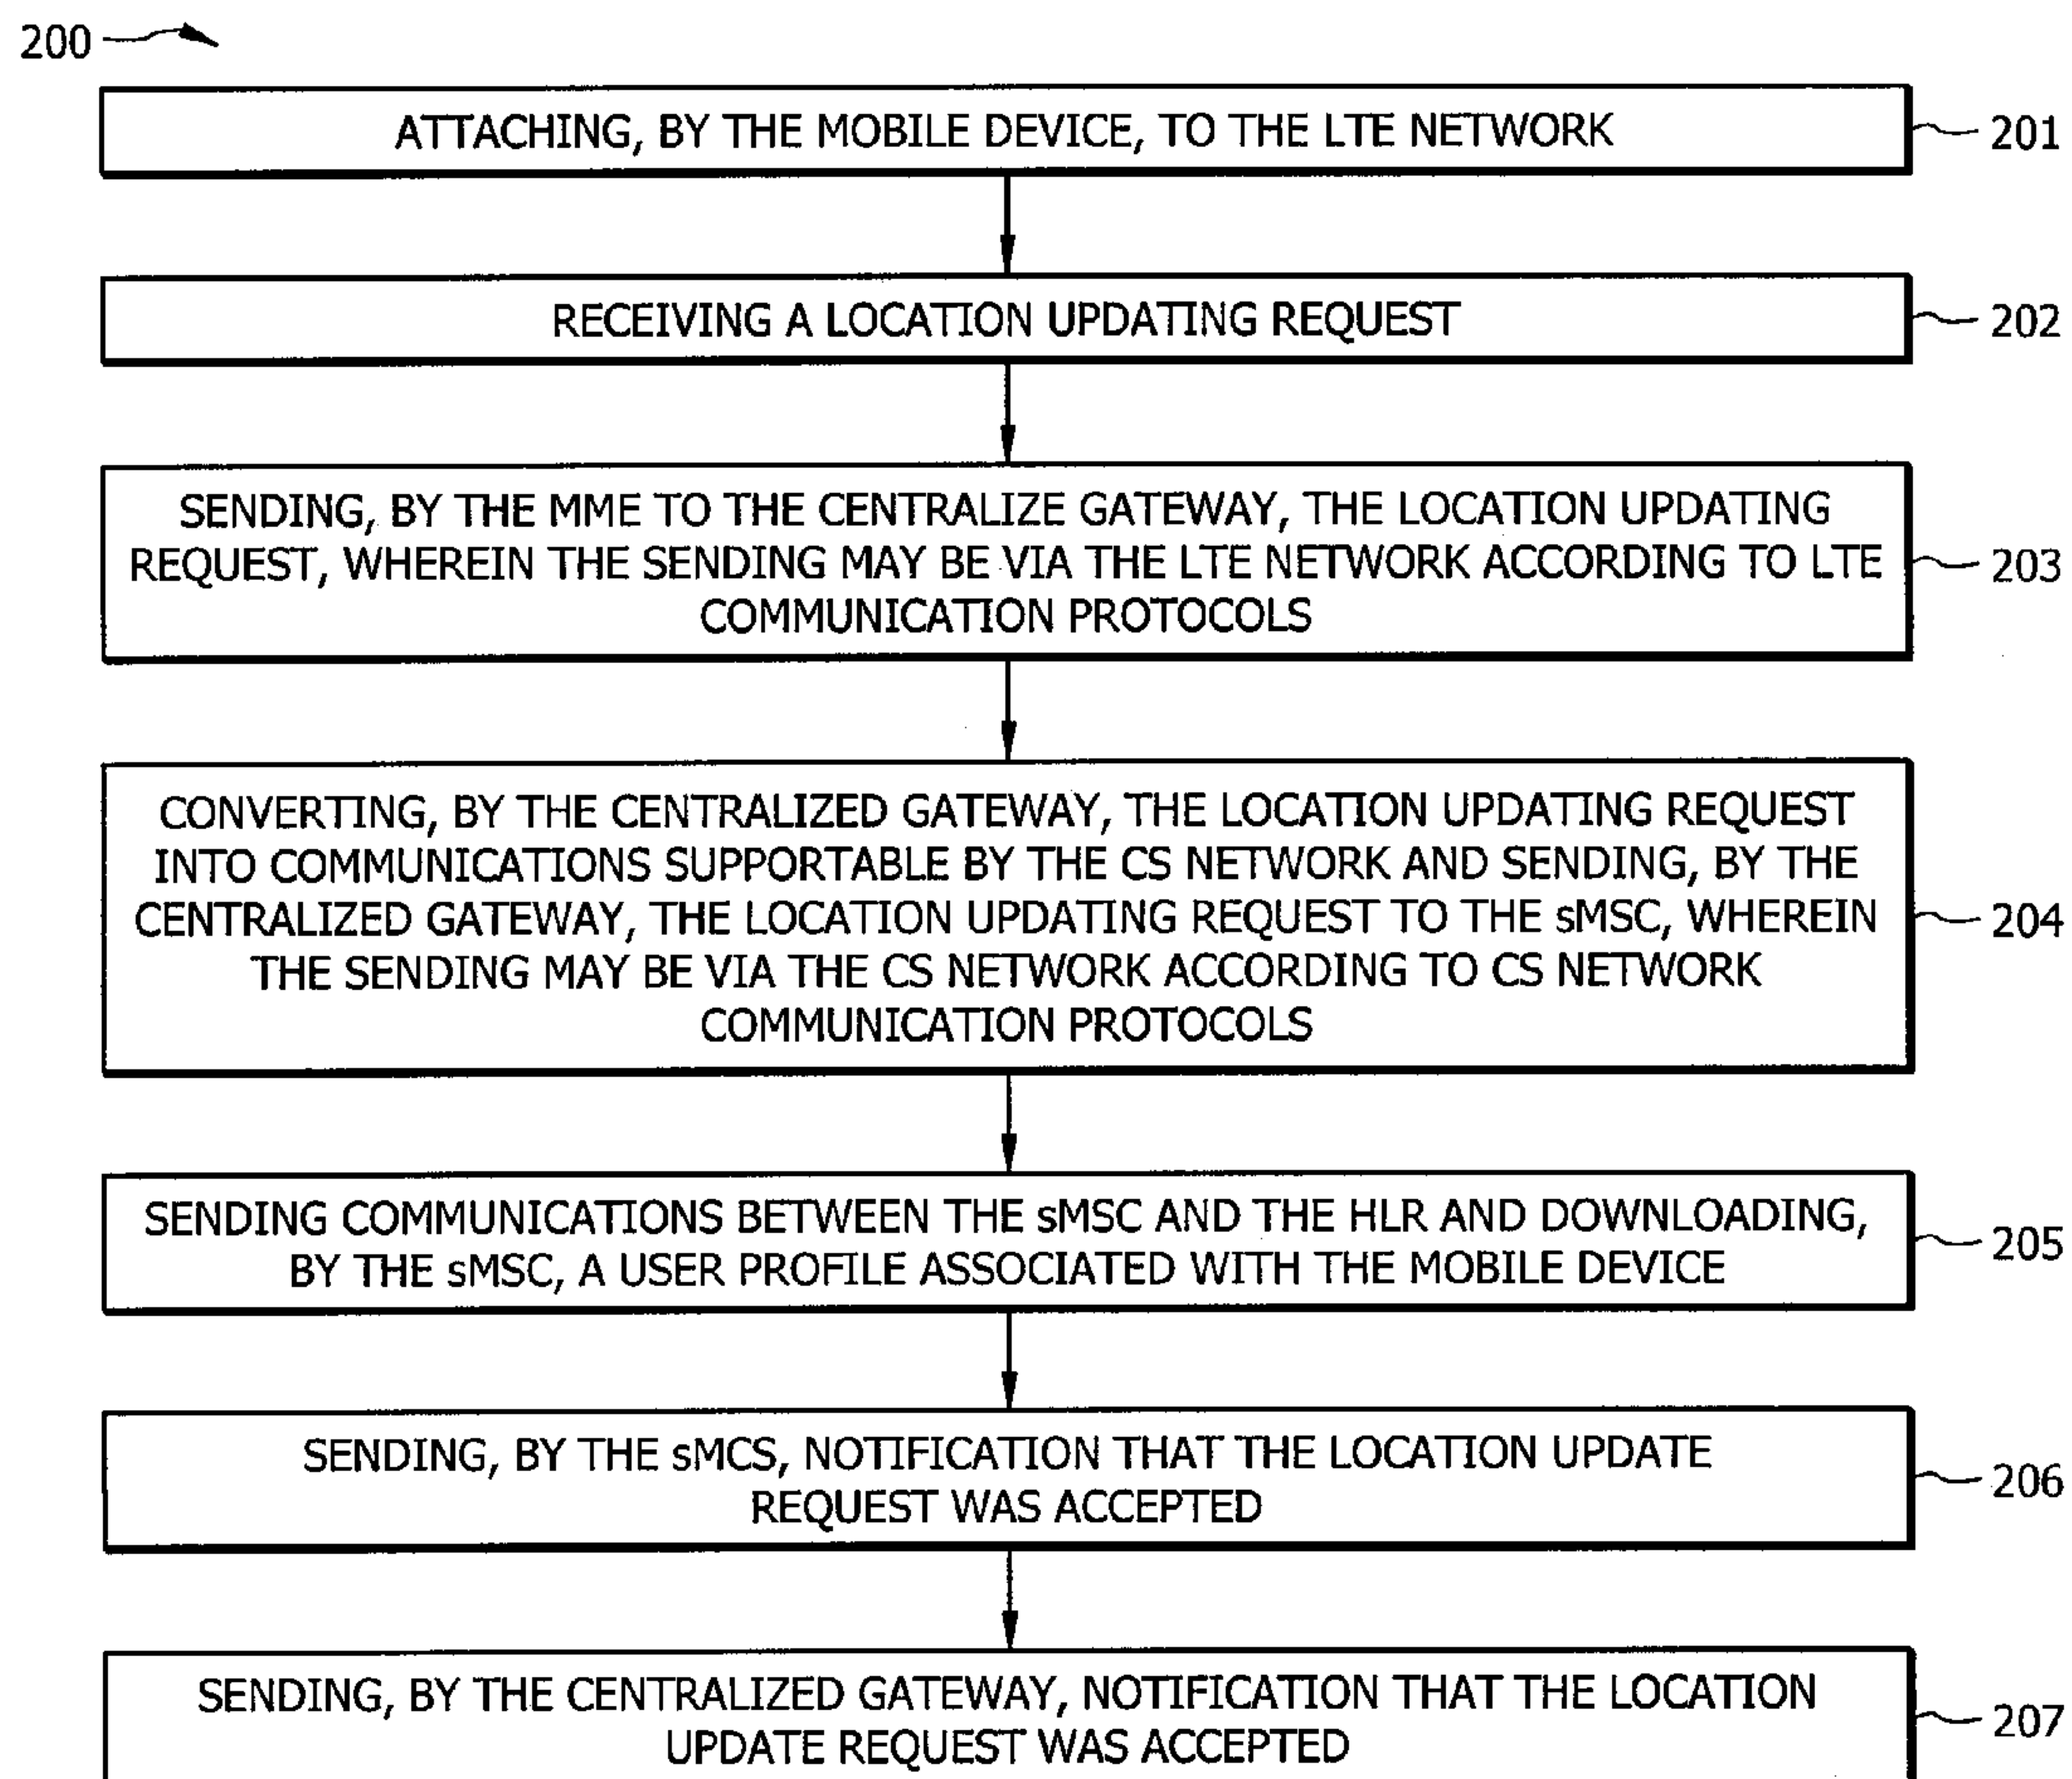 200
ATTACHING, BY THE MOBILE DEVICE, TO THE LTE NETWORK
201
RECEIVING A LOCATION UPDATING REQUEST
202
SENDING, BY THE MME TO THE CENTRALIZE GATEWAY, THE LOCATION UPDATING
REQUEST, WHEREIN THE SENDING MAY BE VIA THE LTE NETWORK ACCORDING TO LTE
COMMUNICATION PROTOCOLS
203
CONVERTING, BY THE CENTRALIZED GATEWAY, THE LOCATION UPDATING REQUEST
INTO COMMUNICATIONS SUPPORTABLE BY THE CS NETWORK AND SENDING, BY THE
CENTRALIZED GATEWAY, THE LOCATION UPDATING REQUEST TO THE sMSC, WHEREIN
THE SENDING MAY BE VIA THE CS NETWORK ACCORDING TO CS NETWORK
COMMUNICATION PROTOCOLS
204
SENDING COMMUNICATIONS BETWEEN THE sMSC AND THE HLR AND DOWNLOADING,
BY THE sMSC, A USER PROFILE ASSOCIATED WITH THE MOBILE DEVICE
205
SENDING, BY THE sMCS, NOTIFICATION THAT THE LOCATION UPDATE
REQUEST WAS ACCEPTED
206
SENDING, BY THE CENTRALIZED GATEWAY, NOTIFICATION THAT THE LOCATION
UPDATE REQUEST WAS ACCEPTED
207